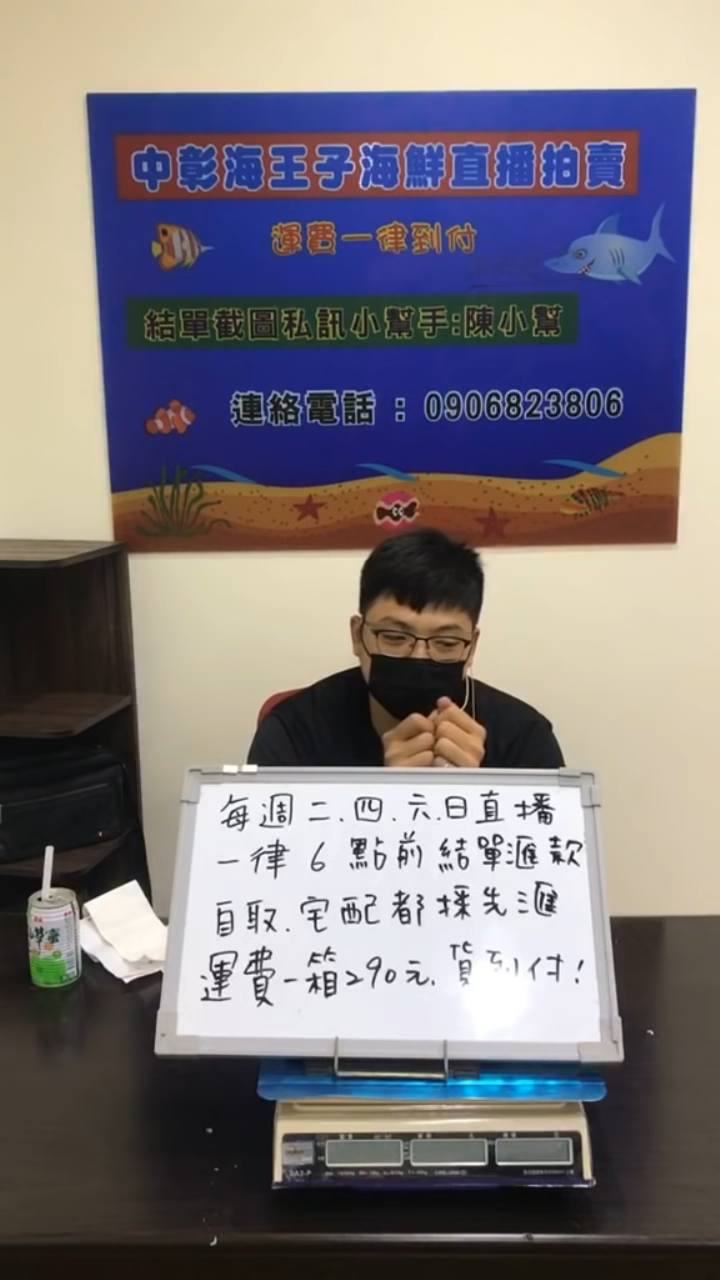 中彰海王子海鮮直播拍賣
運費一律到付
結單截圖私訊小幫手:陳小幫
連絡電話 : 0906823806
每週二.四.六.日直播
一律6點前結單匯款
自取.宅配都採先匯
運費一箱290元.貨到付!